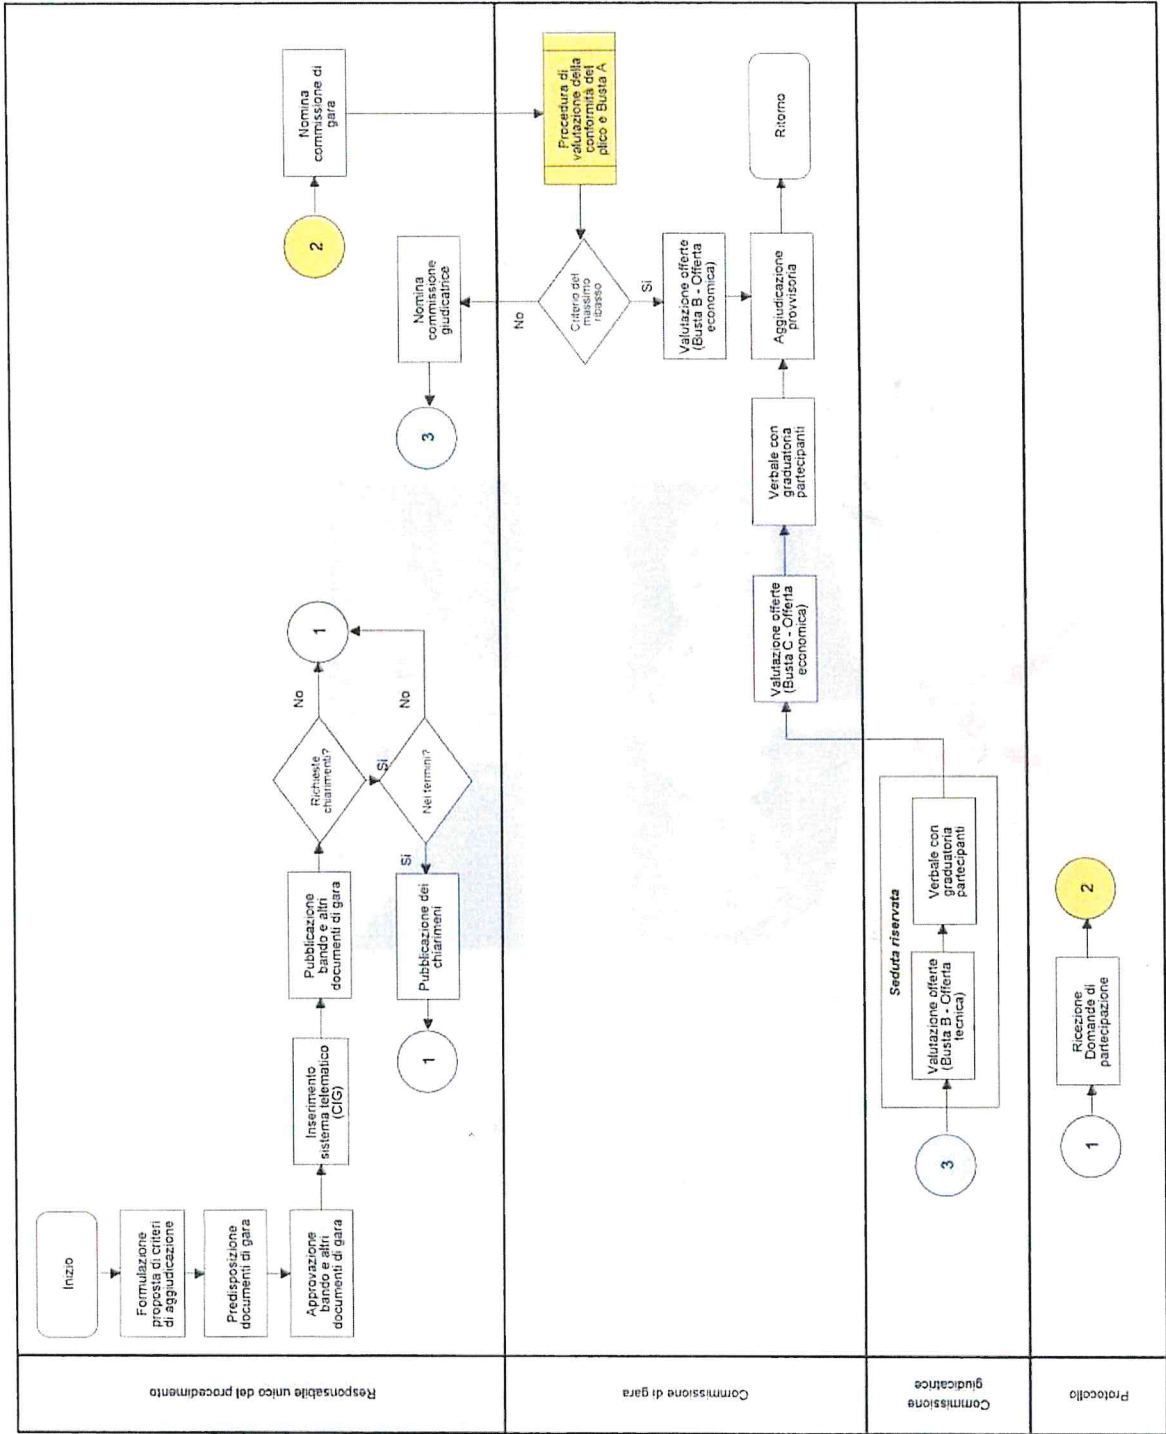 Responsabile unico del procedimento
Inizio
Formulazione
proposta di criteri
di aggiudicazione
Predisposizione
documenti di gara
Approvazione
bando e altri
documenti di gara
Inserimento
sistema telematico
(CIG)
Pubblicazione
bando e altri
documenti di gara
Richieste
chiarimenti?
No
1
Si
Nei termini?
No
Si
Pubblicazione dei
chiarimeni
1
2
Nomina
commissione di
gara
Nomina
commissione
giudicatrice
3
Commissione di gara
Procedura di
valutazione della
conformità del
plico e Busta A
Criterio del
massimo
ribasso
No
Si
Valutazione offerte
(Busta B - Offerta
economica)
Valutazione offerte
(Busta C - Offerta
economica)
Verbale con
graduatoria
partecipanti
Aggiudicazione
provvisoria
Ritorno
Commissione
giudicatrice
3
Seduta riservata
Valutazione offerte
(Busta B - Offerta
tecnica)
Verbale con
graduatoria
partecipanti
Protocollo
1
Ricezione
Domande di
partecipazione
2